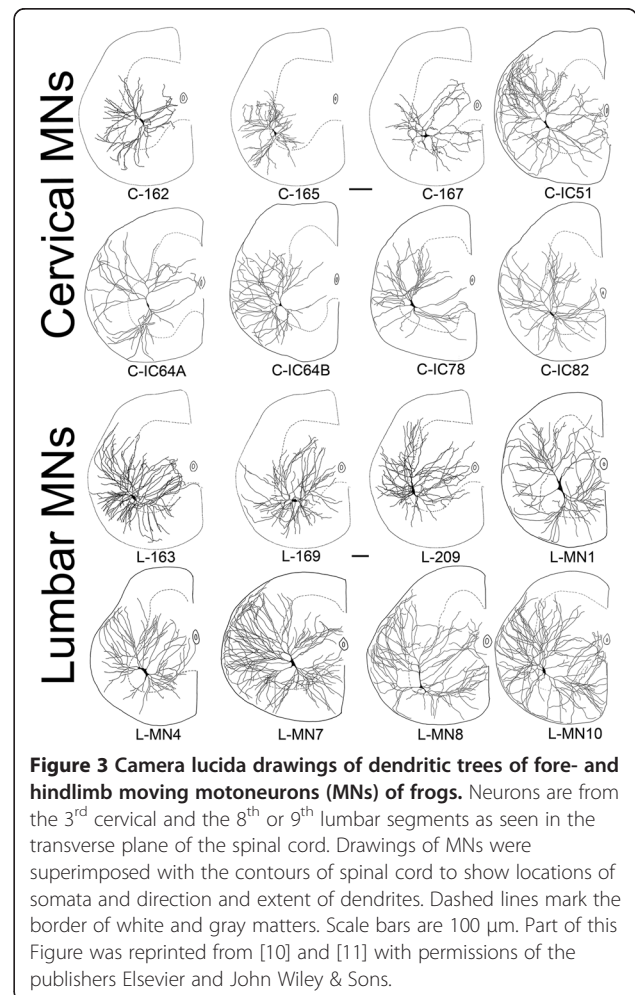 Cervical MNs
C-162 C-165 C-167 C-IC51
C-IC64A C-IC64B C-IC78 C-IC82
Lumbar MNs
L-163 L-169 L-209 L-MN1
L-MN4 L-MN7 L-MN8 L-MN10
Figure 3 Camera lucida drawings of dendritic trees of fore- and
hindlimb moving motoneurons (MNs) of frogs. Neurons are from
the 3rd cervical and the 8th or 9th lumbar segments as seen in the
transverse plane of the spinal cord. Drawings of MNs were
superimposed with the contours of spinal cord to show locations of
somata and direction and extent of dendrites. Dashed lines mark the
border of white and gray matters. Scale bars are 100 μm. Part of this
Figure was reprinted from [10] and [11] with permissions of the
publishers Elsevier and John Wiley & Sons.